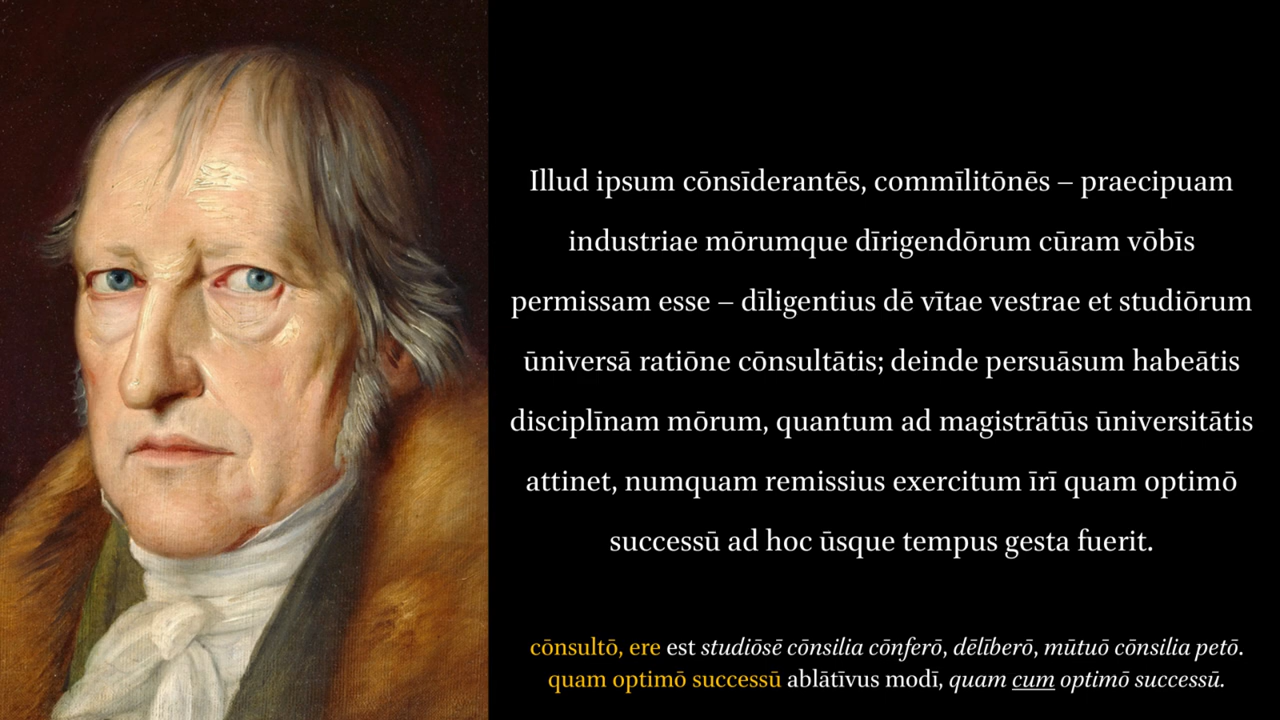 Illud ipsum cōnsīderantēs, commīlitōnēs – praecipuam
industriae mōrumque dīrigendōrum cūram vōbīs
permissam esse – dīligentius dē vītae vestrae et studiōrum
ūniversā ratiōne cōnsultātis; deinde persuāsum habeātis
disciplīnam mōrum, quantum ad magistrātūs ūniversitātis
attinet, numquam remissius exercitum īrī quam optimō
successū ad hoc ūsque tempus gesta fuerit.
cōnsultō, ere est studiōsē cōnsilia cōnferō, dēlīberō, mūtuō cōnsilia petō.
quam optimō successū ablātīvus modī, quam cum optimō successū.